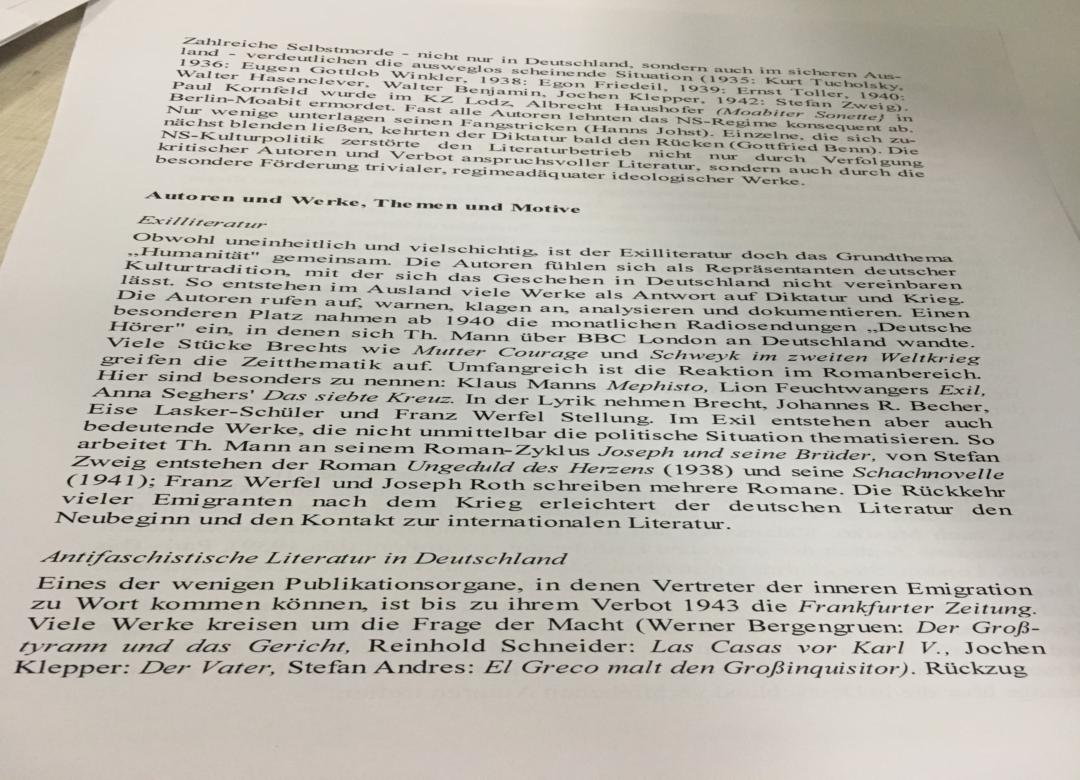 Zahlreiche Selbstmorde - nicht nur in Deutschland, sondern auch im sicheren Aus-
land - verdeutlichen die ausweglos scheinende Situation (1935: Kurt Tucholsky,
1936: Eugen Gottlob Winkler, 1938: Egon Friedeil, 1939: Ernst Toller, 1940:
Walter Hasenclever, Walter Benjamin, Jochen Klepper, 1942: Stefan Zweig).
Paul Kornfeld wurde im KZ Lodz, Albrecht Haushofer (Moabiter Sonette} in
Berlin-Moabit ermordet. Fast alle Autoren lehnten das NS-Regime konsequent ab.
Nur wenige unterlagen seinen Fangstricken (Hanns Johst). Einzelne, die sich zu-
nächst blenden ließen, kehrten der Diktatur bald den Rücken (Gottfried Benn). Die
NS-Kulturpolitik zerstörte den Literaturbetrieb nicht nur durch Verfolgung
kritischer Autoren und Verbot anspruchsvoller Literatur, sondern auch durch die
besondere Förderung trivialer, regimeadäquater ideologischer Werke.
Autoren und Werke, Themen und Motive
Exilliteratur
Obwohl uneinheitlich und vielschichtig, ist der Exilliteratur doch das Grundthema
„Humanität" gemeinsam. Die Autoren fühlen sich als Repräsentanten deutscher
Kulturtradition, mit der sich das Geschehen in Deutschland nicht vereinbaren
lässt. So entstehen im Ausland viele Werke als Antwort auf Diktatur und Krieg.
Die Autoren rufen auf, warnen, klagen an, analysieren und dokumentieren. Einen
besonderen Platz nahmen ab 1940 die monatlichen Radiosendungen „Deutsche
Hörer" ein, in denen sich Th. Mann über BBC London an Deutschland wandte.
Viele Stücke Brechts wie Mutter Courage und Schweyk im zweiten Weltkrieg
greifen die Zeitthematik auf. Umfangreich ist die Reaktion im Romanbereich.
Hier sind besonders zu nennen: Klaus Manns Mephisto, Lion Feuchtwangers Exil,
Anna Seghers' Das siebte Kreuz. In der Lyrik nehmen Brecht, Johannes R. Becher,
Eise Lasker-Schüler und Franz Werfel Stellung. Im Exil entstehen aber auch
bedeutende Werke, die nicht unmittelbar die politische Situation thematisieren. So
arbeitet Th. Mann an seinem Roman-Zyklus Joseph und seine Brüder, von Stefan
Zweig entstehen der Roman Ungeduld des Herzens (1938) und seine Schachnovelle
(1941); Franz Werfel und Joseph Roth schreiben mehrere Romane. Die Rückkehr
vieler Emigranten nach dem Krieg erleichtert der deutschen Literatur den
Neubeginn und den Kontakt zur internationalen Literatur.
Antifaschistische Literatur in Deutschland
Eines der wenigen Publikationsorgane, in denen Vertreter der inneren Emigration
zu Wort kommen können, ist bis zu ihrem Verbot 1943 die Frankfurter Zeitung.
Viele Werke kreisen um die Frage der Macht (Werner Bergengruen: Der Groß-
tyrann und das Gericht, Reinhold Schneider: Las Casas vor Karl V., Jochen
Klepper: Der Vater, Stefan Andres: El Greco malt den Großinquisitor). Rückzug